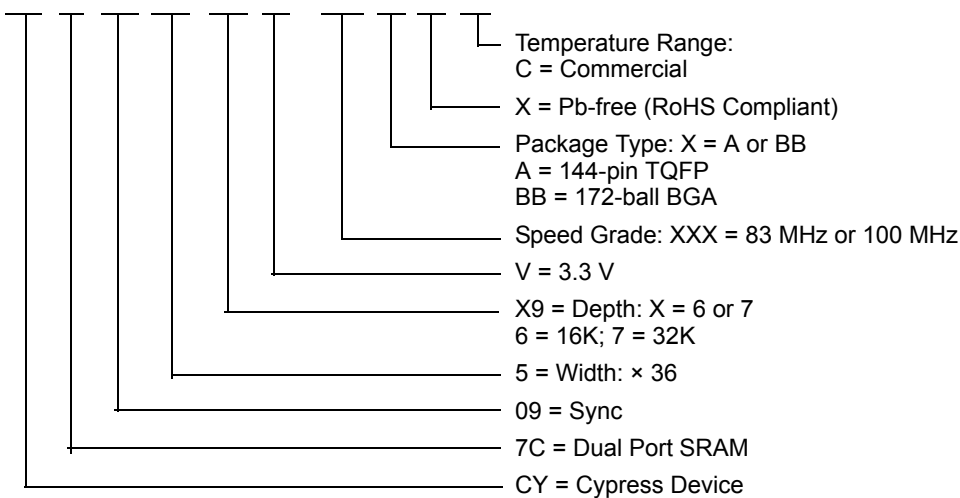 Temperature Range:
C = Commercial
X = Pb-free (RoHS Compliant)
Package Type: X = A or BB
A = 144-pin TQFP
BB = 172-ball BGA
Speed Grade: XXX = 83 MHz or 100 MHz
V = 3.3 V
X9 = Depth: X = 6 or 7
6 = 16K; 7 = 32K
5 = Width: × 36
09 = Sync
7C = Dual Port SRAM
CY = Cypress Device